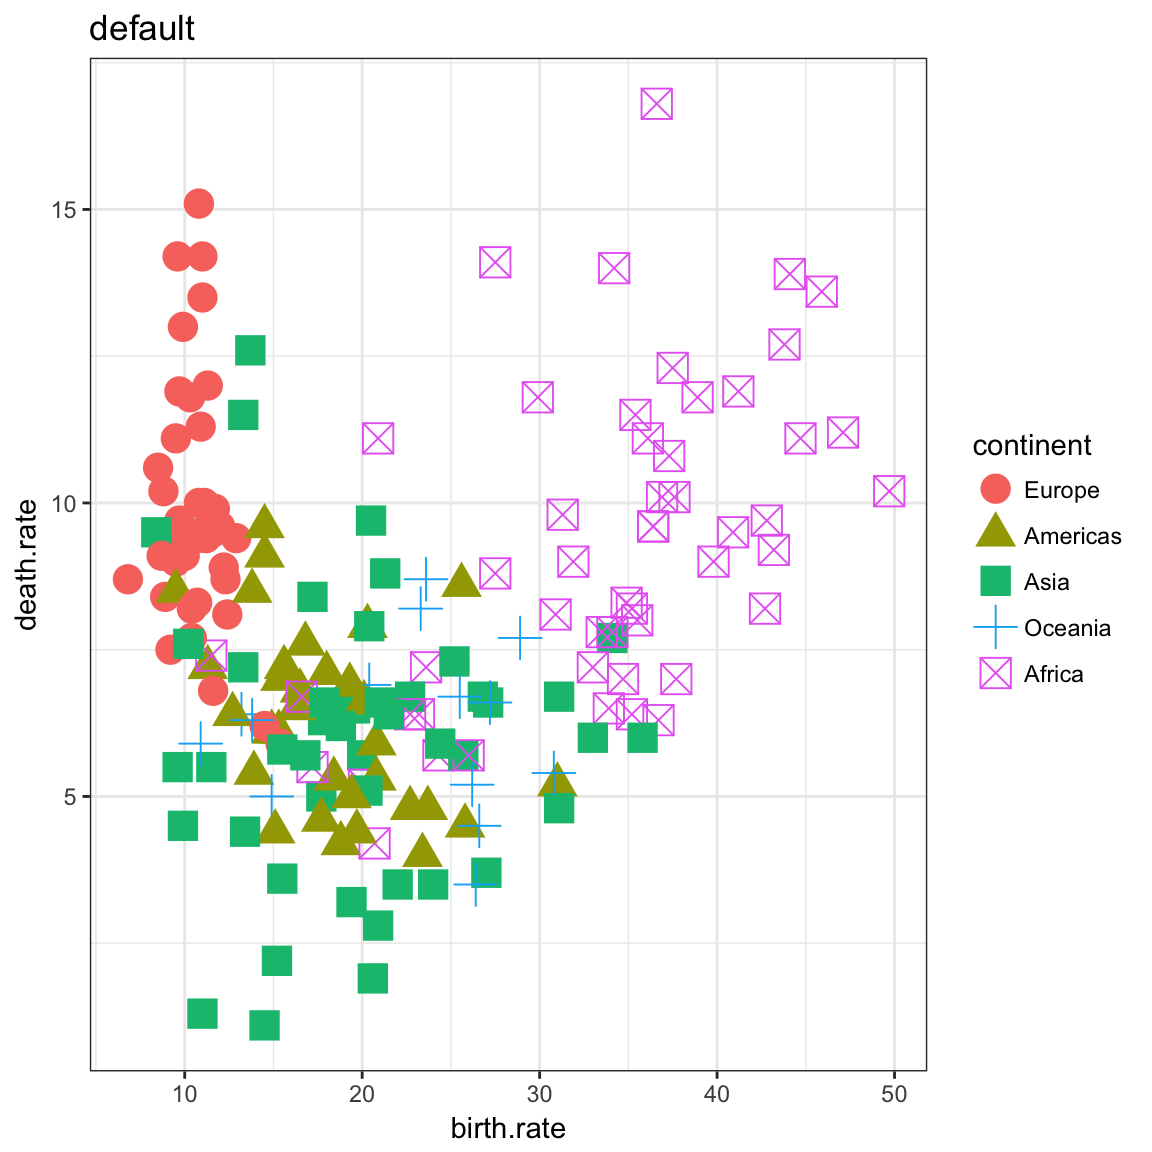 default
death.rate
15
10
5
10 20 30 40 50
birth.rate
continent
Europe
Americas
Asia
Oceania
Africa